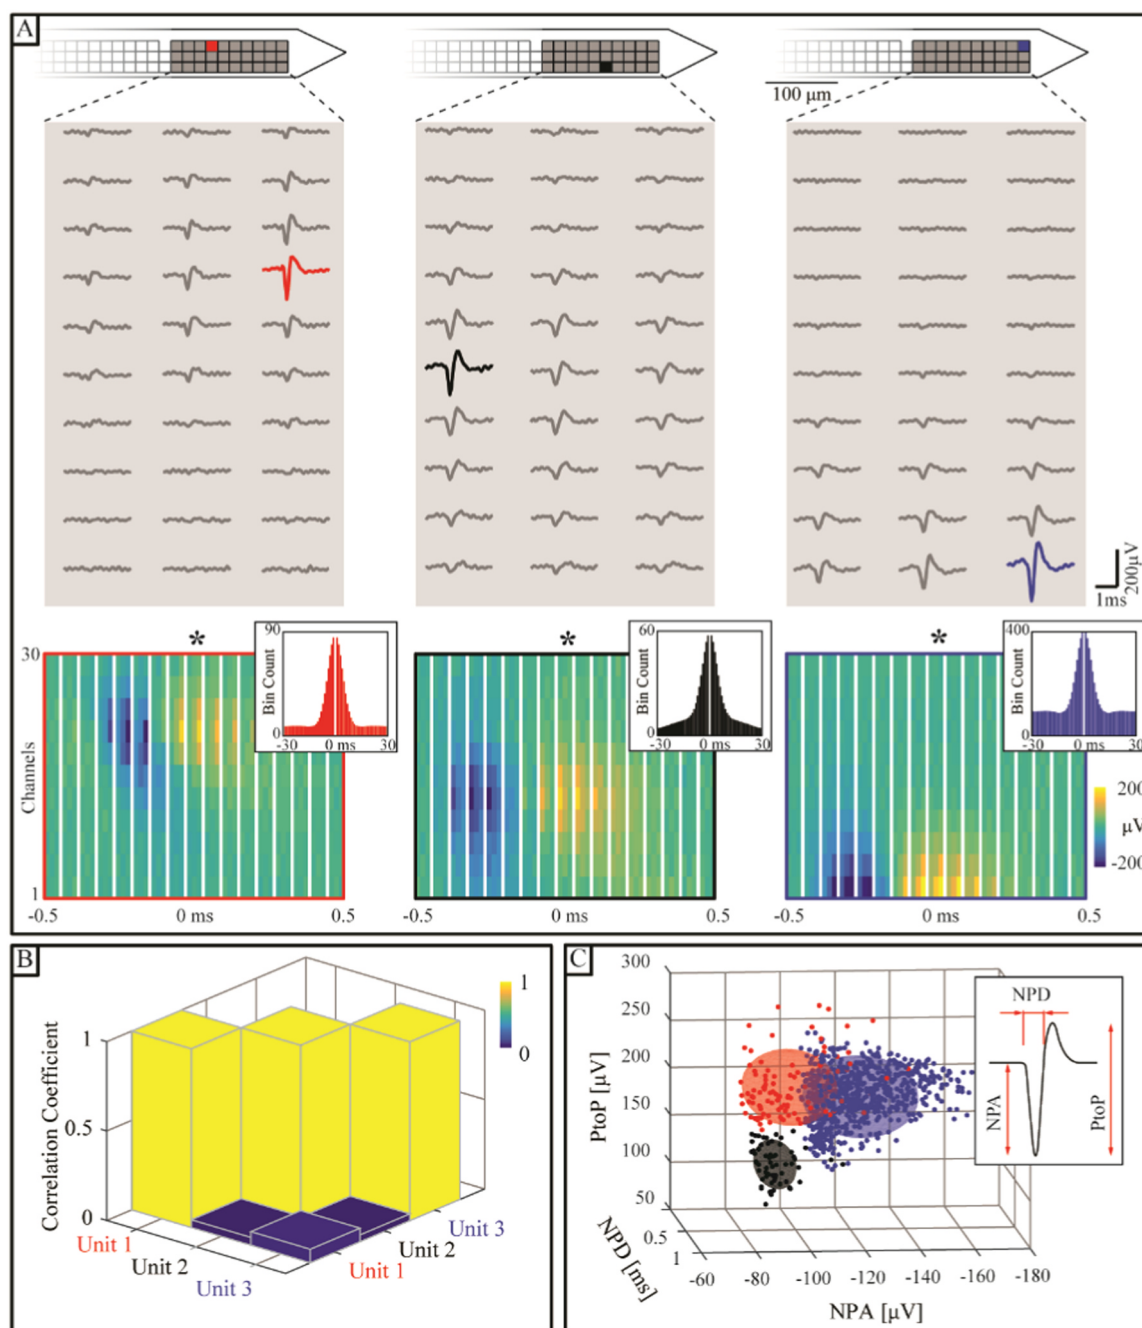 A
100 μm
200μV
1ms
*
*
*
90
Bin Count
0
-30
0 ms
30
60
Bin Count
0
-30
0 ms
30
400
Bin Count
0
-30
0 ms
30
30
Channels
1
-0.5
0 ms
0.5
-0.5
0 ms
0.5
-0.5
0 ms
0.5
200
μV
-200
B
Correlation Coefficient
1
0.5
0
1
0
Unit 1
Unit 2
Unit 3
Unit 1
Unit 2
Unit 3
C
PtoP [μV]
300
250
200
150
100
50
NPD [ms]
0.5
1
-60
-80
-100
-120
-140
-160
-180
NPA [μV]
NPD
NPA
PtoP